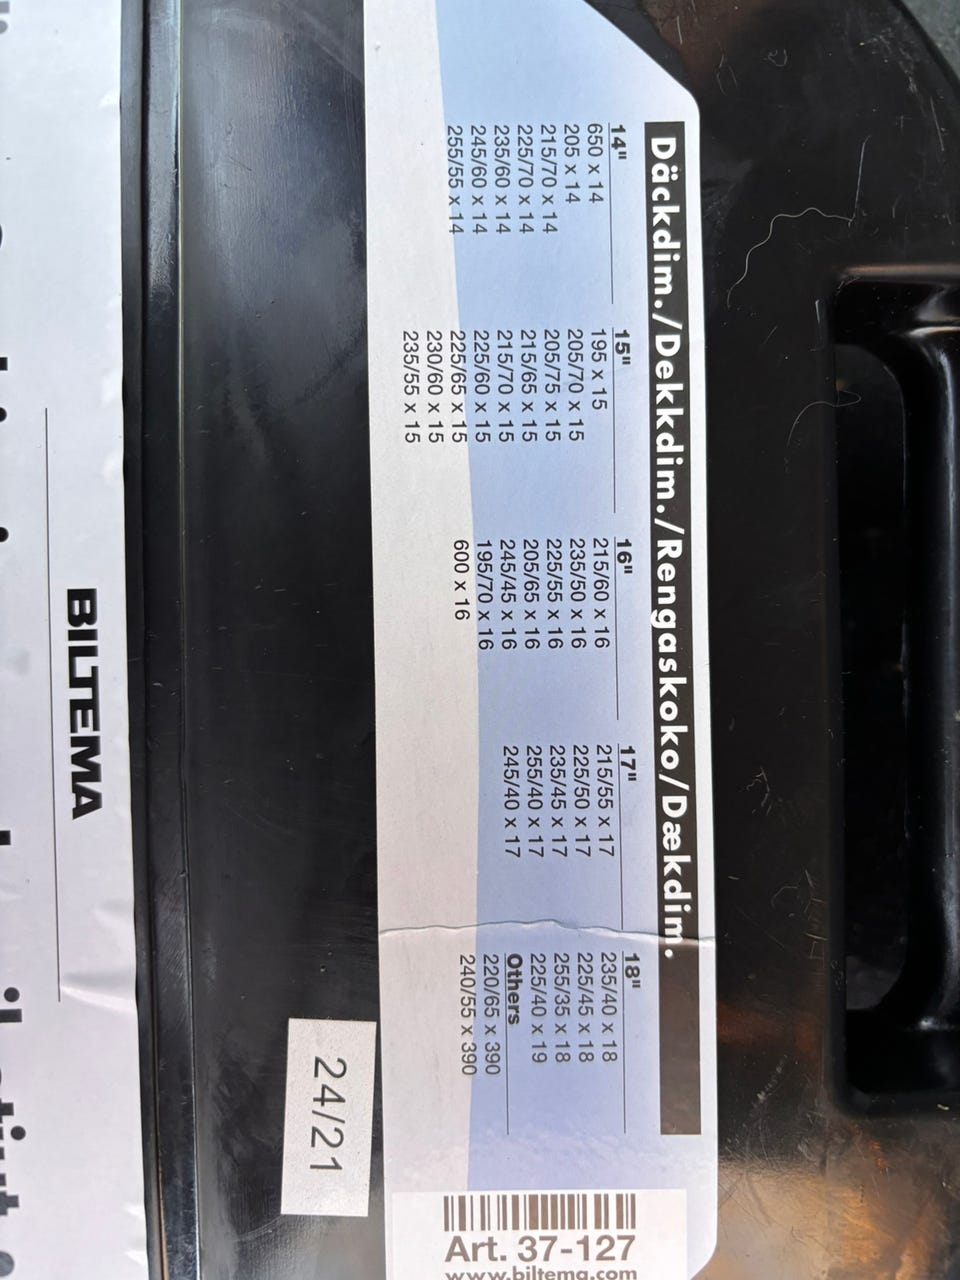 Däckdim./Dekkdim./Rengaskoko/Dækdim.
14"
650 x 14
205 x 14
215/70 x 14
225/70 x 14
235/60 x 14
245/60 x 14
255/55 x 14
15"
195 x 15
205/70 x 15
205/75 x 15
215/65 x 15
215/70 x 15
225/60 x 15
225/65 x 15
230/60 x 15
235/55 x 15
16"
215/60 x 16
235/50 x 16
225/55 x 16
205/65 x 16
245/45 x 16
195/70 x 16
600 x 16
17"
215/55 x 17
225/50 x 17
235/45 x 17
255/40 x 17
245/40 x 17
18"
235/40 x 18
225/45 x 18
255/35 x 18
225/40 x 19
Others
220/65 x 390
240/55 x 390
Art. 37-127
www.biltema.com
24/21
BILTEMA